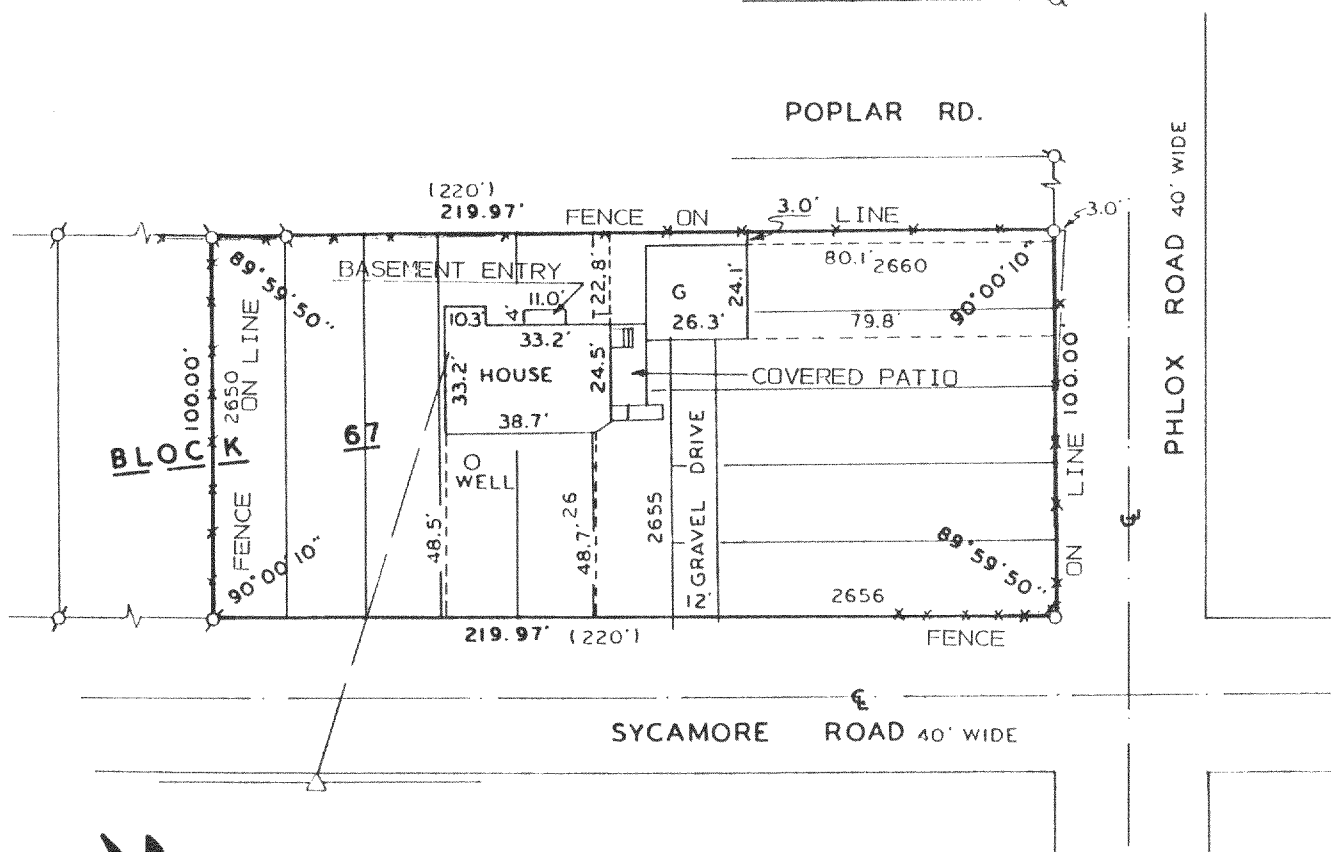 POPLAR RD.
PHLOX ROAD 40' WIDE
(220')
219.97'
FENCE ON LINE
3.0'
3.0'
89°59'50"
BASEMENT ENTRY
22.8'
G
24.1'
26.3'
80.1'
2660
90°00'10"
79.8'
10.3
4'
11.0'
33.2'
33.2'
HOUSE
24.5'
38.7'
COVERED PATIO
100.00'
2650
FENCE ON LINE
BLOCK 67
WELL
48.5'
48.7'
26
2655
12' GRAVEL DRIVE
100.00'
ON LINE
90°00'10"
89°59'50"
2656
219.97' (220')
FENCE
SYCAMORE ROAD 40' WIDE